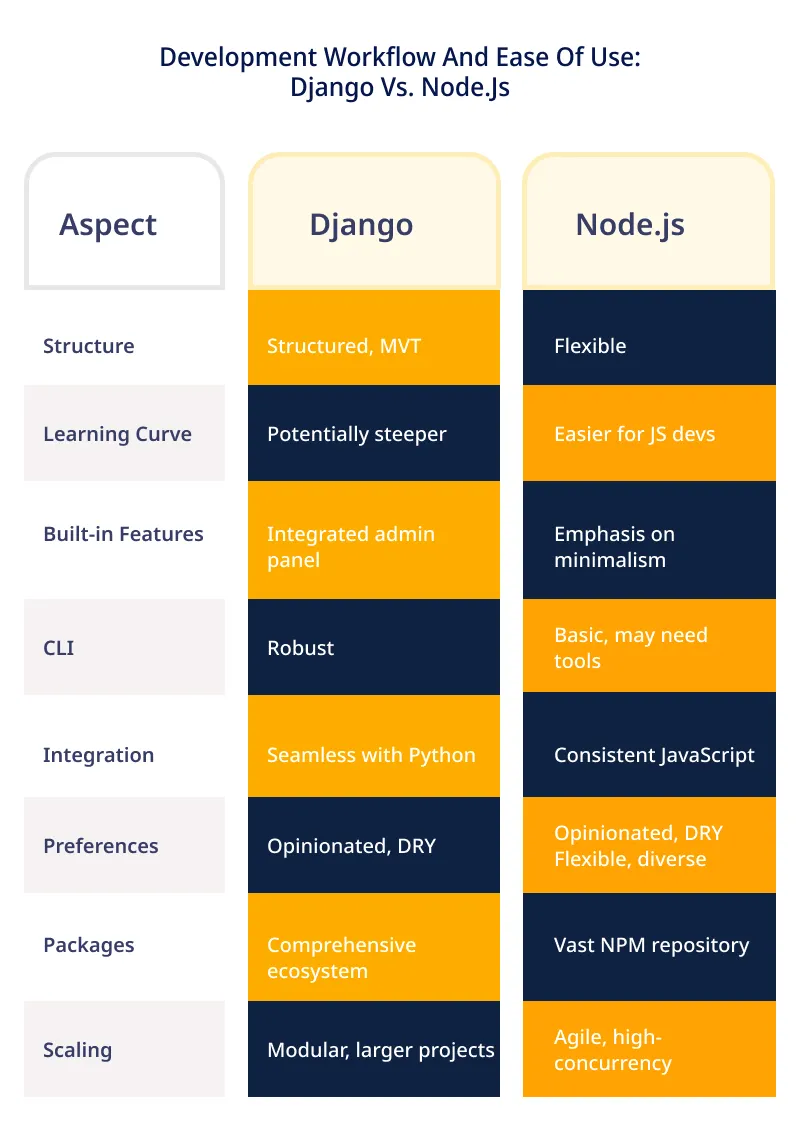 Development Workflow And Ease Of Use:
Django Vs. Node.Js
Aspect Django Node.js
Structure Structured, MVT Flexible
Learning Curve Potentially steeper Easier for JS devs
Built-in Features Integrated admin Emphasis on
panel minimalism
CLI Robust Basic, may need
tools
Integration Seamless with Python Consistent JavaScript
Preferences Opinionated, DRY Opinionated, DRY
Flexible, diverse
Packages Comprehensive Vast NPM repository
ecosystem
Scaling Modular, larger projects Agile, high-
concurrency